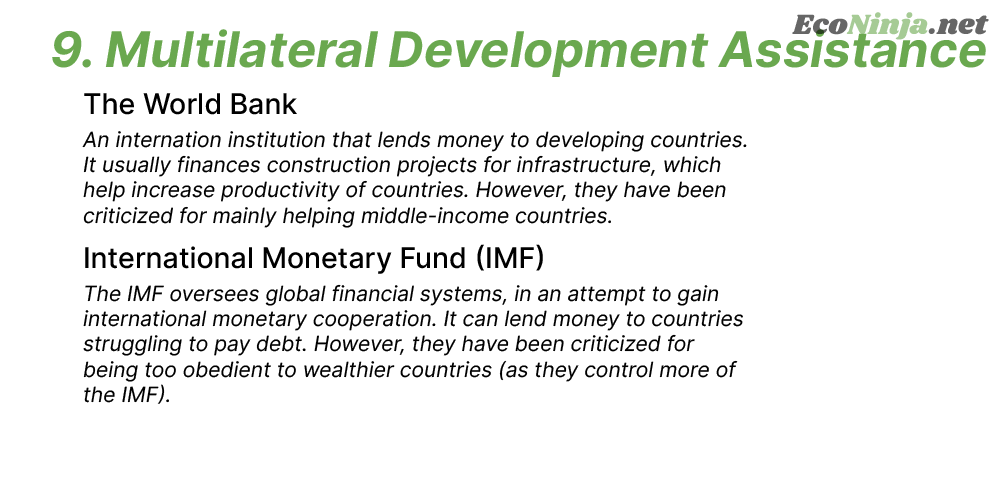 EcoNinja.net
9. Multilateral Development Assistance
The World Bank
An internation institution that lends money to developing countries.
It usually finances construction projects for infrastructure, which
help increase productivity of countries. However, they have been
criticized for mainly helping middle-income countries.
International Monetary Fund (IMF)
The IMF oversees global financial systems, in an attempt to gain
international monetary cooperation. It can lend money to countries
struggling to pay debt. However, they have been criticized for
being too obedient to wealthier countries (as they control more of
the IMF).